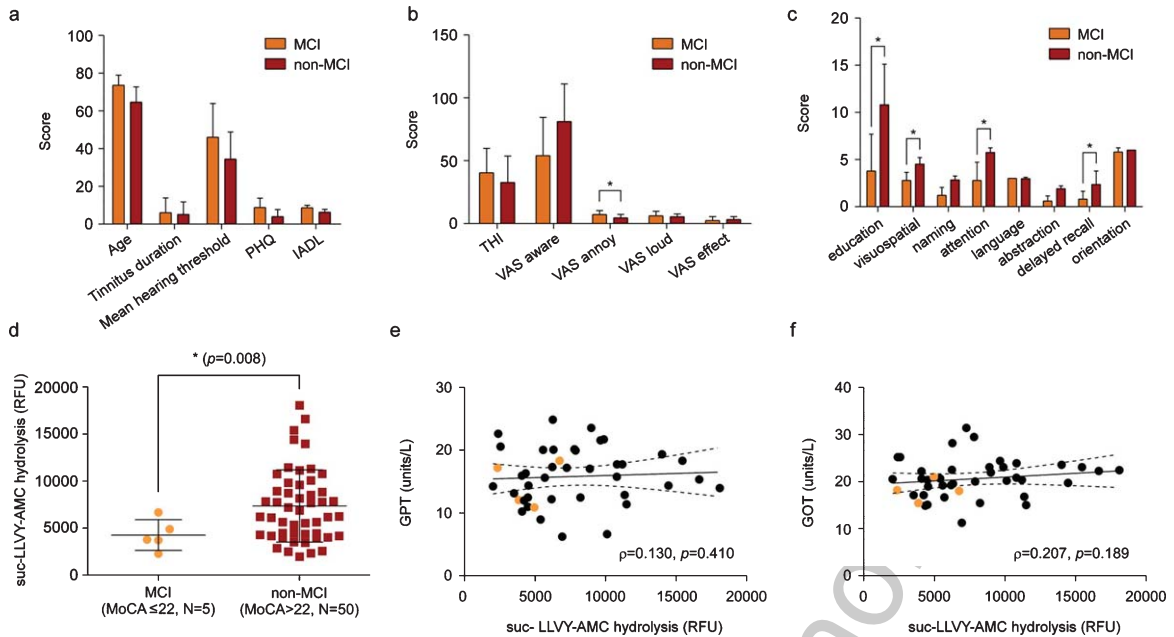 a
100
80
60
40
20
0
Score
MCI
non-MCI
Age
Tinnitus duration
Mean hearing threshold
PHQ
IADL
b
150
100
50
0
Score
MCI
non-MCI
*
THI
VAS aware
VAS annoy
VAS loud
VAS effect
c
20
15
10
5
0
Score
MCI
non-MCI
*
*
*
*
education
visuospatial
naming
attention
language
abstraction
delayed recall
orientation
d
* (p=0.008)
20000
15000
10000
5000
0
suc-LLVY-AMC hydrolysis (RFU)
MCI
(MoCA≤22, N=5)
non-MCI
(MoCA>22, N=50)
e
30
20
10
0
GPT (units/L)
ρ=0.130, p=0.410
0
5000
10000
15000
20000
suc- LLVY-AMC hydrolysis (RFU)
f
40
30
20
10
0
GOT (units/L)
ρ=0.207, p=0.189
0
5000
10000
15000
20000
suc-LLVY-AMC hydrolysis (RFU)